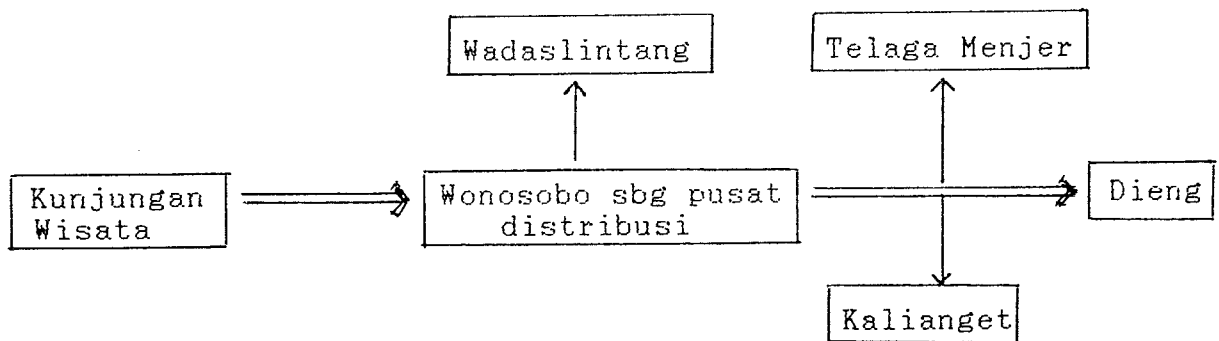 Wadaslintang
Telaga Menjer
Kunjungan
Wisata
Wonosobo sbg pusat
distribusi
Dieng
Kalianget